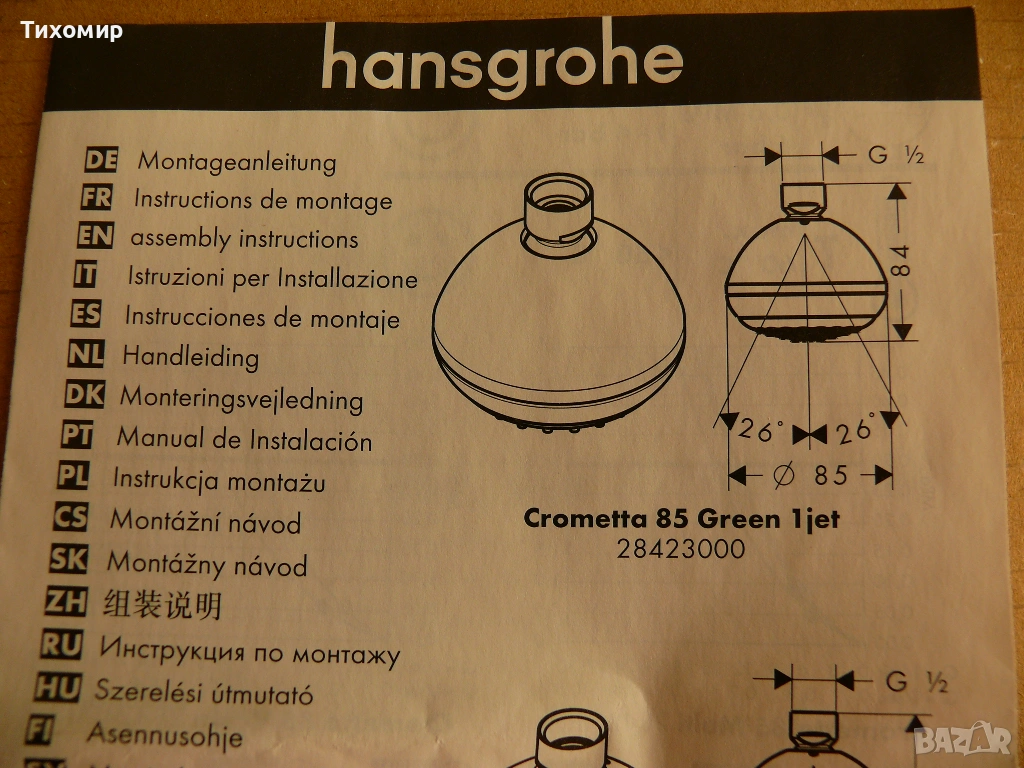 Тихомир
hansgrohe
DE Montageanleitung
FR Instructions de montage
EN assembly instructions
IT Istruzioni per Installazione
ES Instrucciones de montaje
NL Handleiding
DK Monteringsvejledning
PT Manual de Instalación
PL Instrukcja montażu
CS Montážní návod
SK Montážny návod
ZH 组装说明
RU Инструкция по монтажу
HU Szerelési útmutató
FI Asennusohje
G ½
84
26° 26°
Ø 85
Crometta 85 Green 1jet
28423000
G ½
BAZAR